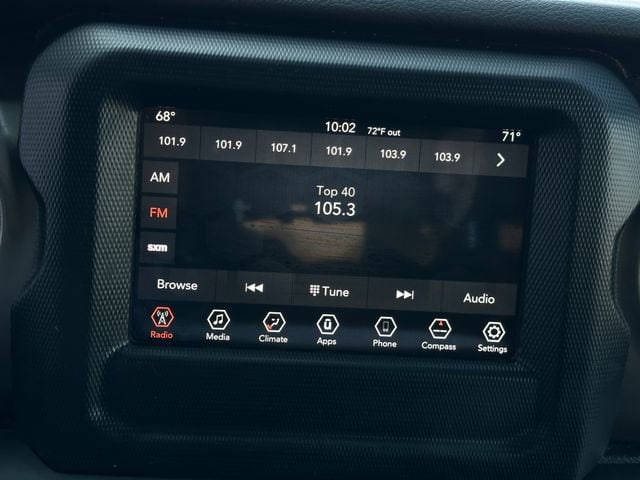 68° 10:02 72°F out 71°
101.9 101.9 107.1 101.9 103.9 103.9
AM
Top 40
FM 105.3
sxm
Browse Tune Audio
Radio Media Climate Apps Phone Compass Settings